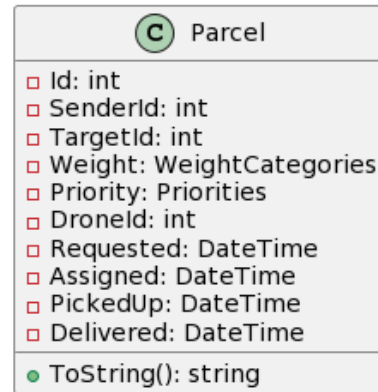 C Parcel
Id: int
SenderId: int
TargetId: int
Weight: WeightCategories
Priority: Priorities
DroneId: int
Requested: DateTime
Assigned: DateTime
PickedUp: DateTime
Delivered: DateTime
ToString(): string